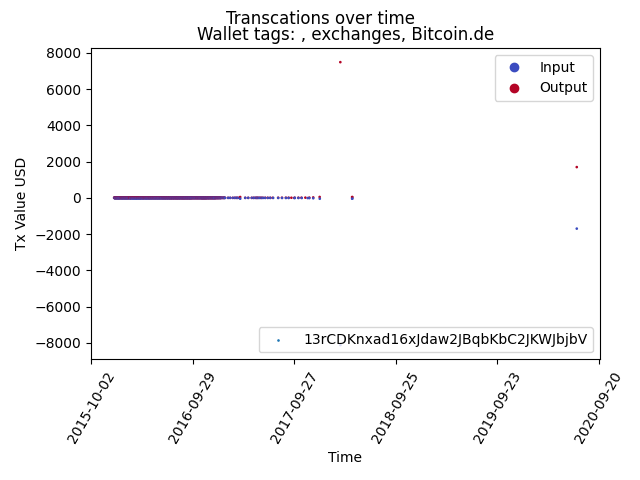 Transcations over time
Wallet tags: , exchanges, Bitcoin.de
8000
6000
4000
2000
0
−2000
−4000
−6000
−8000
Tx Value USD
Input
Output
13rCDKnxad16xJdaw2JBqbKbC2JKWJbjbV
2015-10-02
2016-09-29
2017-09-27
2018-09-25
2019-09-23
2020-09-20
Time